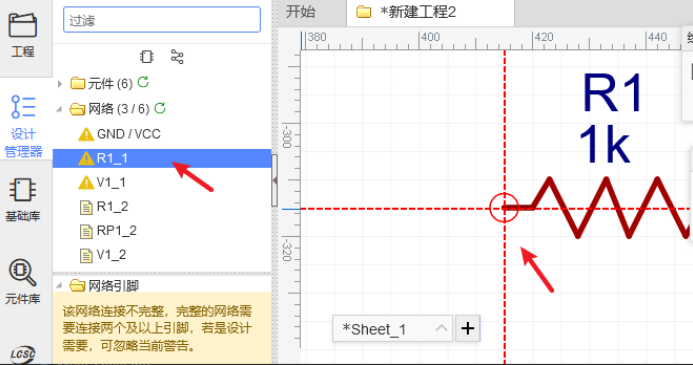 过滤
开始
*新建工程2
工程
380
400
420
440
元件 (6)
网络 (3 / 6)
R1
设计
管理器
GND / VCC
-300
1k
R1_1
V1_1
基础库
R1_2
RP1_2
-320
V1_2
元件库
网络引脚
该网络连接不完整，完整的网络需
要连接两个及以上引脚，若是设计
需要，可忽略当前警告。
*Sheet_1
LCSC